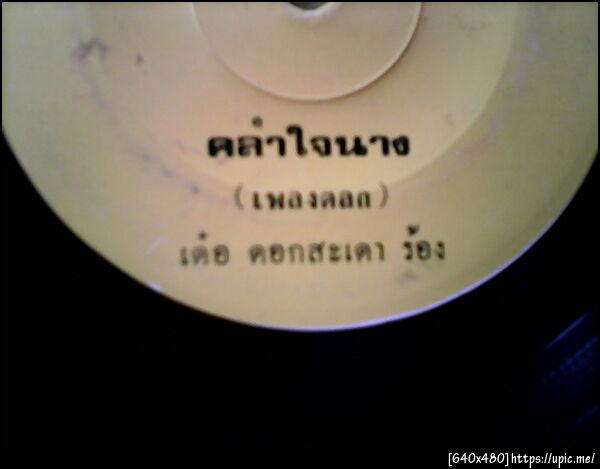 คลำใจนาง
(เพลงตลก)
เด๋อ ดอกสะเดา ร้อง
[640x480]https://upic.me/